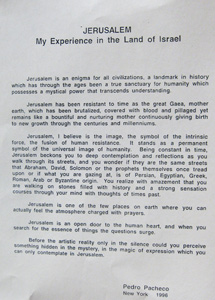 JERUSALEM
My Experience in the Land of Israel
Jerusalem is an enigma for all civilizations, a landmark in history
which has through the ages been a true sanctuary for humanity which
possesses a mystical power that transcends understanding.
Jerusalem has been resistant to time as the great Gaea, mother
earth, which has been brutalized, covered with blood and pillaged yet
remains like a bountiful and nurturing mother continuously giving birth
to new growth through the centuries and millenniums.
Jerusalem, I believe is the image, the symbol of the intrinsic
force, the fusion of human resistance. It stands as a permanent
symbol of the universal image of humanity. Being constant in time,
Jerusalem beckons you to deep contemplation and reflections as you
walk through its streets, and you wonder if they are the same streets
that Abraham, David, Solomon or the prophets themselves once tread
upon or if what you are gazing at, is of Persian, Egyptian, Greek,
Roman, Arab or Byzantine origin. You realize with amazement that you
are walking on stones filled with history and a strong sensation
courses through your mind with thoughts of times past.
Jerusalem is one of the few places on earth where you can
actually feel the atmosphere charged with prayers.
Jerusalem is an open door to the human heart, and when you
search for the essence of things the questions surge.
Before the artistic reality only in the silence could you perceive
something hidden in the mystery, in the magic of expression which you
can only contemplate in Jerusalem.
Pedro Pacheco
New York 1996